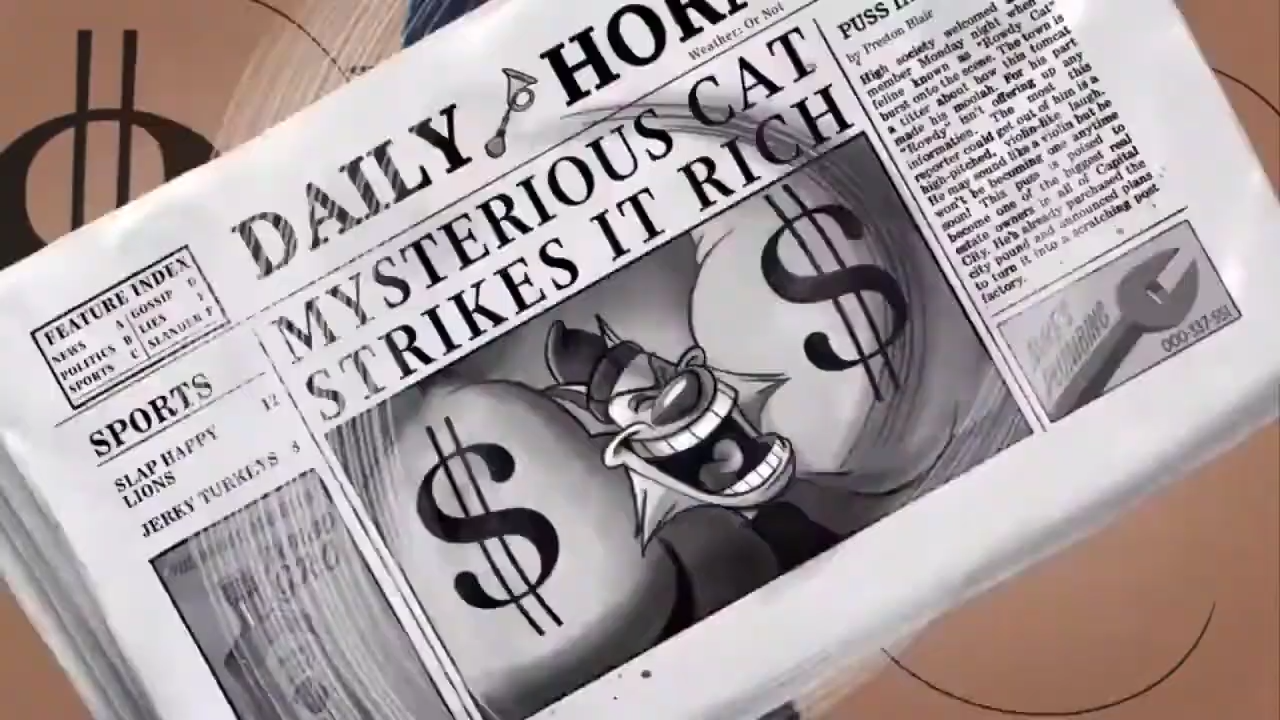 DAILY
Weather: Or Not
MYSTERIOUS CAT
STRIKES IT RICH
FEATURE INDEX
NEWS A
POLITICS B
SPORTS C
GOSSIP D
LIES E
SLANDER F
SPORTS
SLAP HAPPY 12
LIONS
JERKY TURKEYS 8
$
$
$
PUSS
by Preston Blair
High society welcomed
member Monday night when
feline known as "Rowdy Cat"
burst onto the scene. The town is
a titter about how this tomcat
made his moolah. For his part
"Rowdy" isn't offering up any
information. The most this
reporter could get out of him is a
high-pitched, violin-like laugh.
He may sound like a violin but he
won't be becoming one anytime
soon! This puss is poised to
become one of the biggest real
estate owners in all of Capital
City. He's already purchased the
city pound and announced plans
to turn it into a scratching post
factory.
PLUMBING